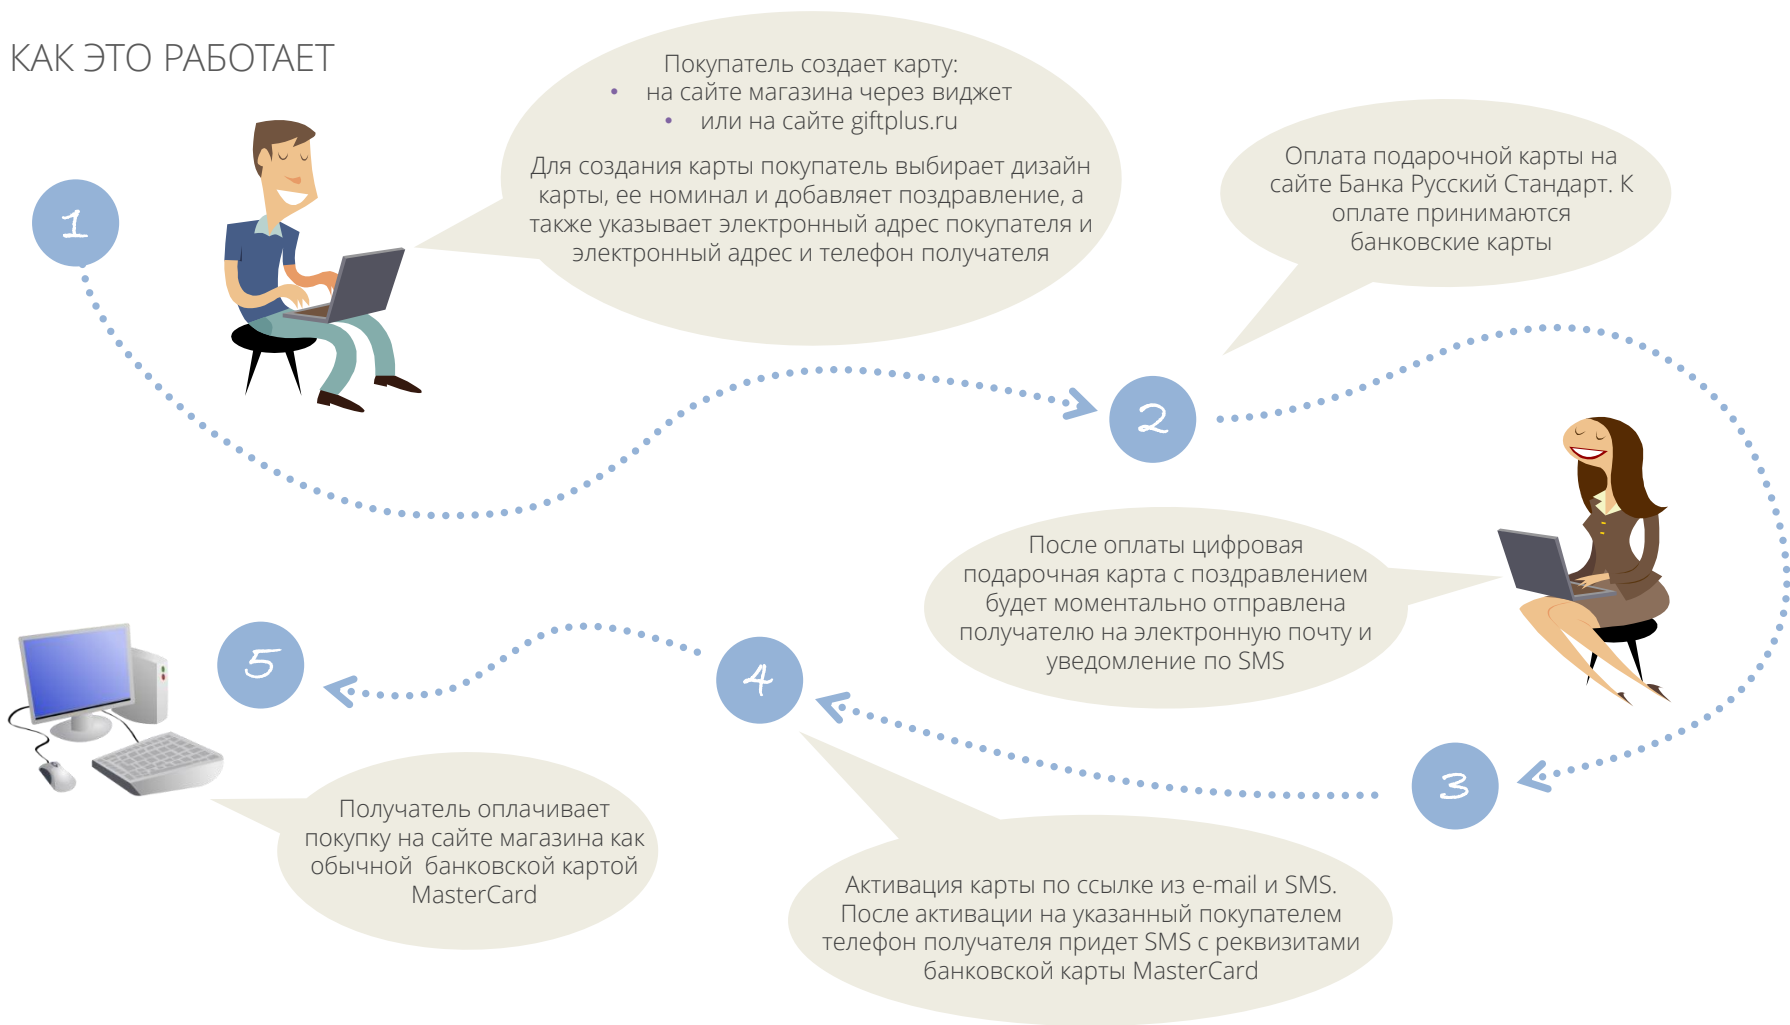 КАК ЭТО РАБОТАЕТ
1
Покупатель создает карту:
• на сайте магазина через виджет
• или на сайте giftplus.ru
Для создания карты покупатель выбирает дизайн
карты, ее номинал и добавляет поздравление, а
также указывает электронный адрес покупателя и
электронный адрес и телефон получателя
2
Оплата подарочной карты на
сайте Банка Русский Стандарт. К
оплате принимаются
банковские карты
3
После оплаты цифровая
подарочная карта с поздравлением
будет моментально отправлена
получателю на электронную почту и
уведомление по SMS
4
Активация карты по ссылке из e-mail и SMS.
После активации на указанный покупателем
телефон получателя придет SMS с реквизитами
банковской карты MasterCard
5
Получатель оплачивает
покупку на сайте магазина как
обычной банковской картой
MasterCard